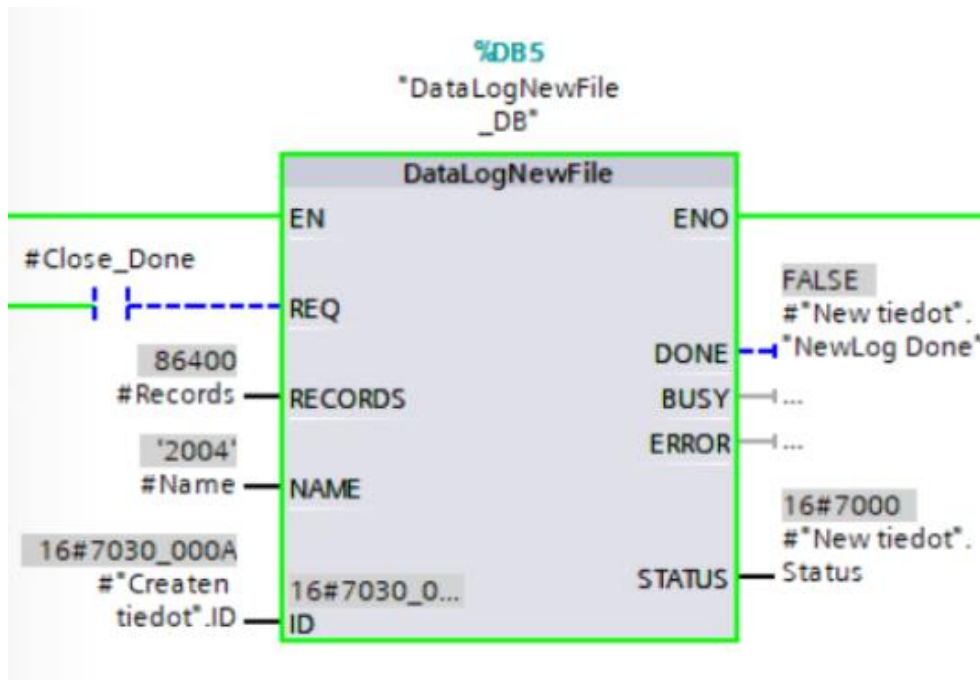 %DB5
"DataLogNewFile
_DB"
DataLogNewFile
EN
ENO
#Close_Done
REQ
FALSE
#"New tiedot".
"NewLog Done"
DONE
86400
#Records
RECORDS
BUSY
...
ERROR
...
'2004'
#Name
NAME
16#7000
#"New tiedot".
Status
STATUS
16#7030_000A
#"Createn
tiedot".ID
16#7030_0...
ID